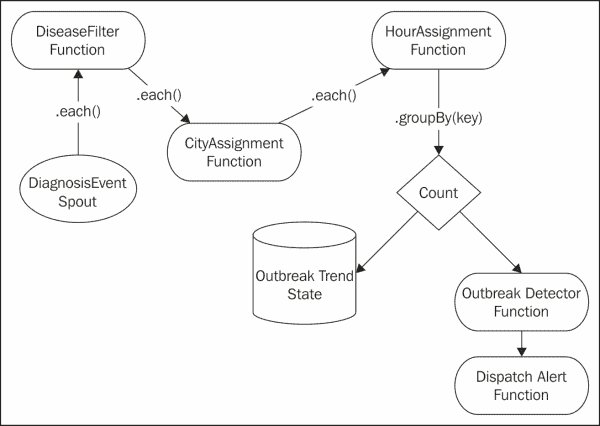 DiseaseFilter
Function
.each()
DiagnosisEvent
Spout
.each()
CityAssignment
Function
.each()
HourAssignment
Function
.groupBy(key)
Count
Outbreak Trend
State
Outbreak Detector
Function
Dispatch Alert
Function